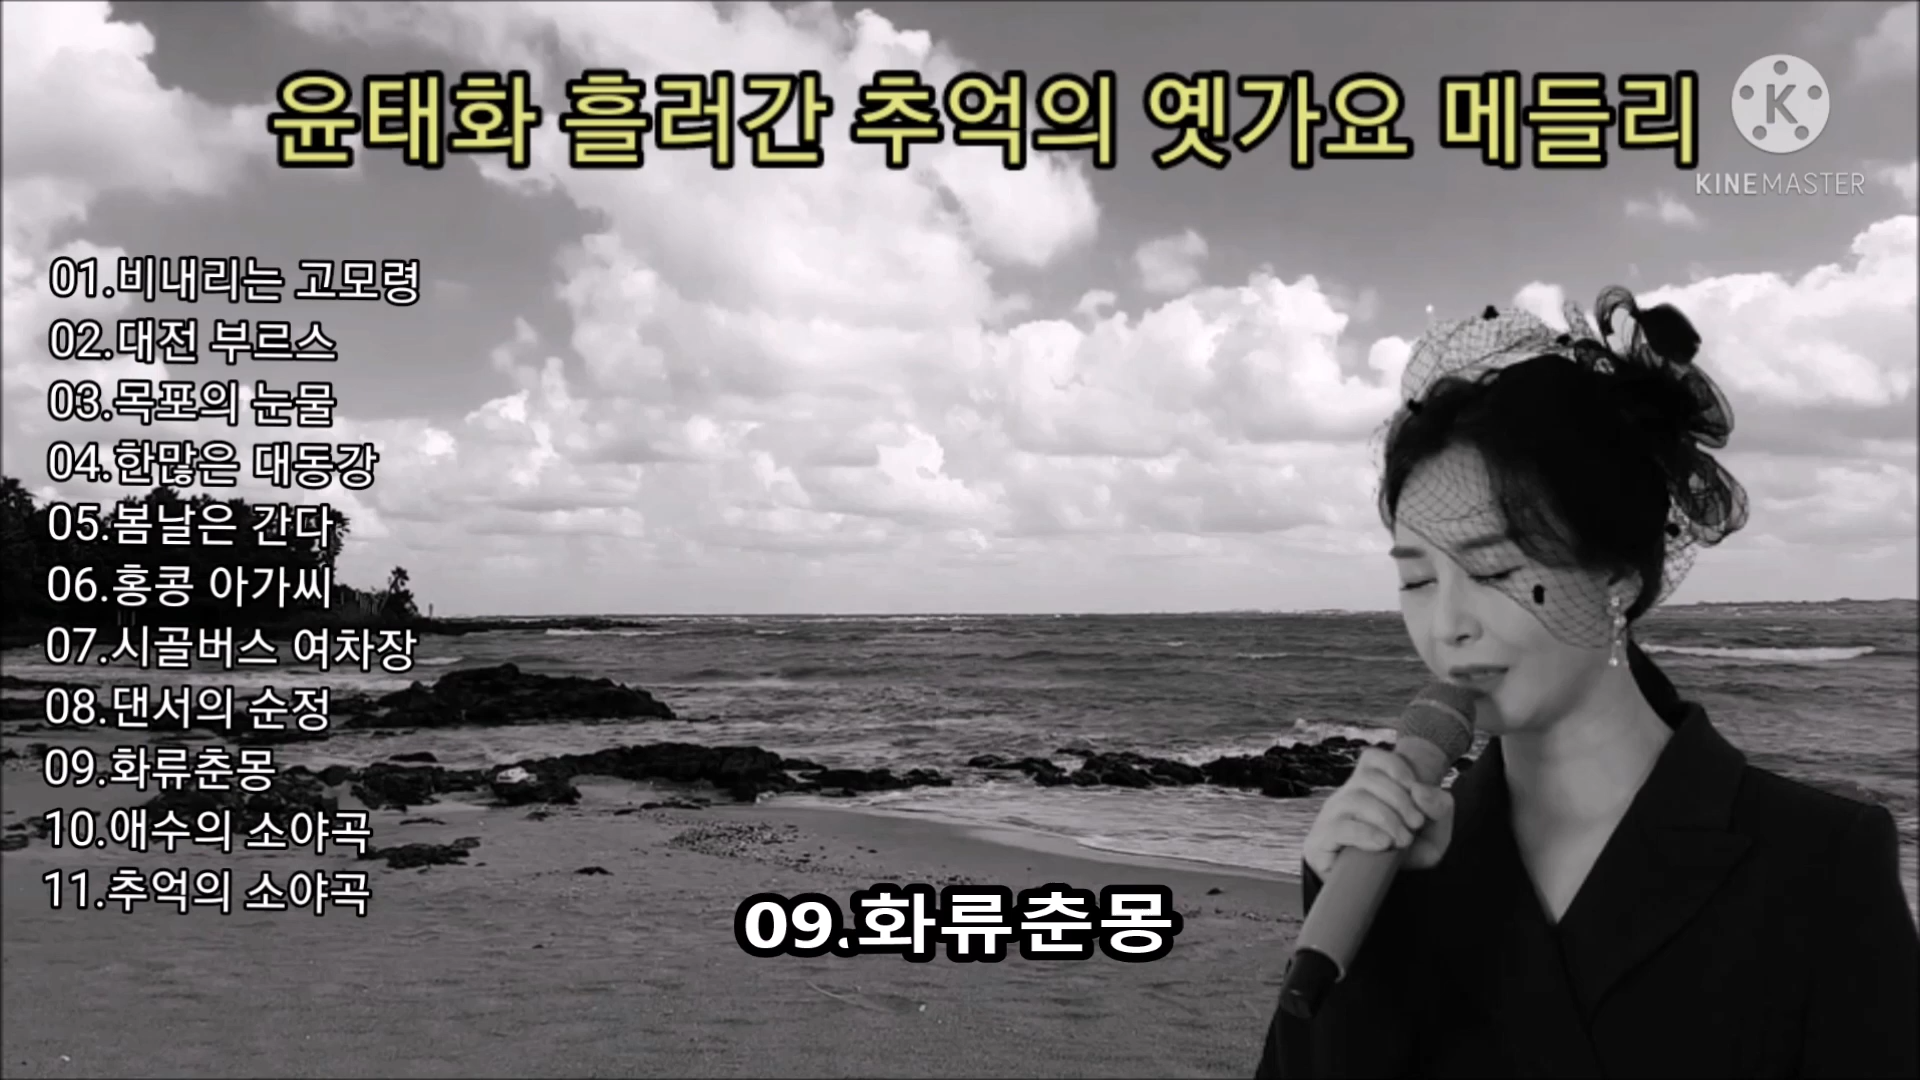 윤태화 흘러간 추억의 옛가요 메들리
K
KINEMASTER
01.비내리는 고모령
02.대전 부르스
03.목포의 눈물
04.한많은 대동강
05.봄날은 간다
06.홍콩 아가씨
07.시골버스 여차장
08.댄서의 순정
09.화류춘몽
10.애수의 소야곡
11.추억의 소야곡
09.화류춘몽